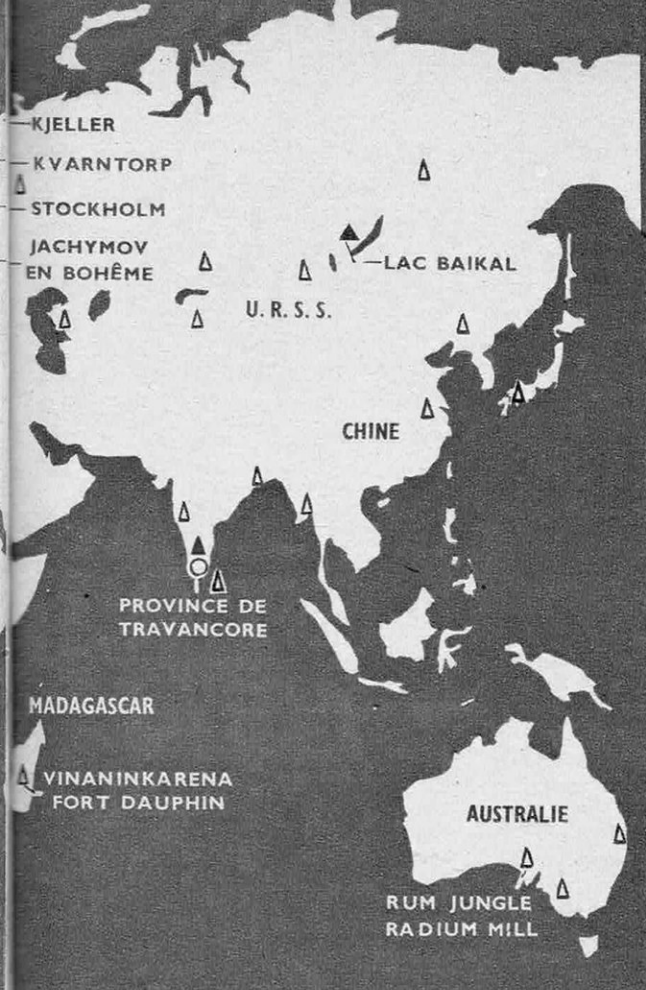 KJELLER
KVARNTORP
STOCKHOLM
JACHYMOV
EN BOHÊME
LAC BAIKAL
U.R.S.S.
CHINE
PROVINCE DE
TRAVANCORE
MADAGASCAR
VINANINKARENA
FORT DAUPHIN
AUSTRALIE
RUM JUNGLE
RADIUM MILL